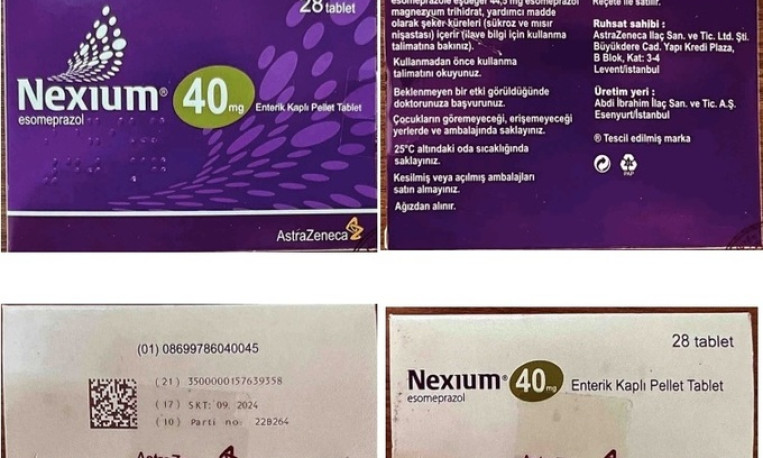 28 tablet
Nexıum® 40 mg Enterik Kaplı Pellet Tablet
esomeprazol
AstraZeneca
esomeprazole eşdeğer 44,5 mg esomeprazol
magnezyum trihidrat, yardımcı madde
olarak şeker küreleri (sükroz ve mısır
nişastası) içerir (ilave bilgi için kullanma
talimatına bakınız).
Kullanmadan önce kullanma
talimatını okuyunuz.
Beklenmeyen bir etki görüldüğünde
doktorunuza başvurunuz.
Çocukların göremeyeceği, erişemeyeceği
yerlerde ve ambalajında saklayınız.
25°C altındaki oda sıcaklığında
saklayınız.
Kesilmiş veya açılmış ambalajları
satın almayınız.
Ağızdan alınır.
Reçete ile satılır.
Ruhsat sahibi :
AstraZeneca İlaç San. ve Tic. Ltd. Şti.
Büyükdere Cad. Yapı Kredi Plaza,
B Blok, Kat: 3-4
Levent/istanbul
Üretim yeri :
Abdi İbrahim İlaç San. ve Tic. A.Ş.
Esenyurt/İstanbul
® Tescil edilmiş marka
PAP
(01) 08699786040045
(21) 3500000157639358
(17) SKT: 09. 2024
(10) Parti no: 22B264
AstraZeneca
28 tablet
Nexıum® 40 mg Enterik Kaplı Pellet Tablet
esomeprazol